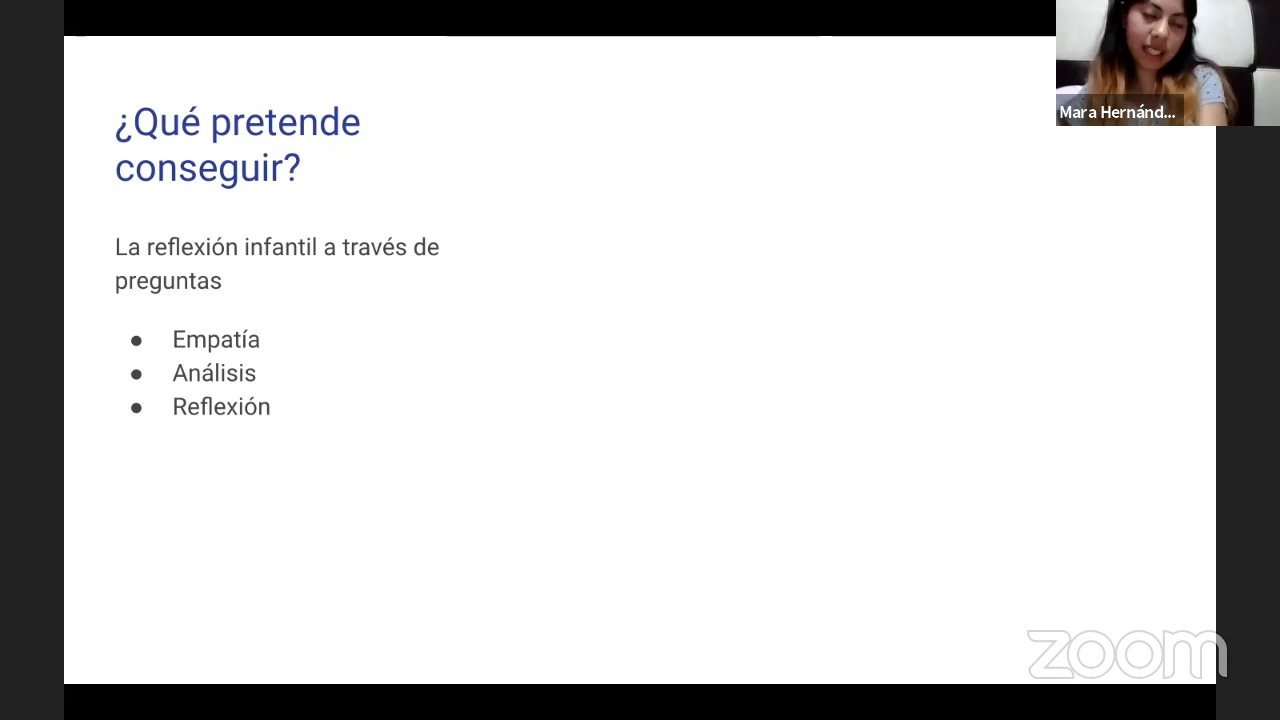 ¿Qué pretende
conseguir?
La reflexión infantil a través de
preguntas
● Empatía
● Análisis
● Reflexión
Mara Hernánd...
zoom